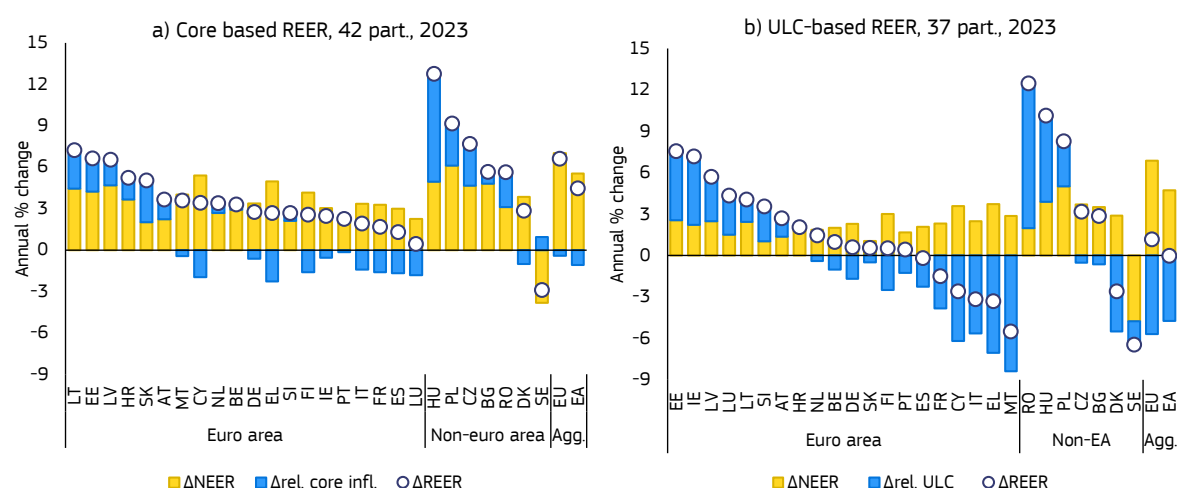 a) Core based REER, 42 part., 2023
Annual % change
15
12
9
6
3
0
-3
-6
-9
LT EE LV HR SK AT MT CY NL BE DE EL SI FI IE PT IT FR ES LU HU PL CZ BG RO DK SE EU EA
Euro area Non-euro area Agg.
ΔNEER Δrel. core infl. ΔREER
b) ULC-based REER, 37 part., 2023
Annual % change
15
12
9
6
3
0
-3
-6
-9
EE IE LV LU LT SI AT HR NL BE DE SK FI PT ES FR CY IT EL MT RO HU PL CZ BG DK SE EU EA
Euro area Non-EA Agg.
ΔNEER Δrel. ULC ΔREER